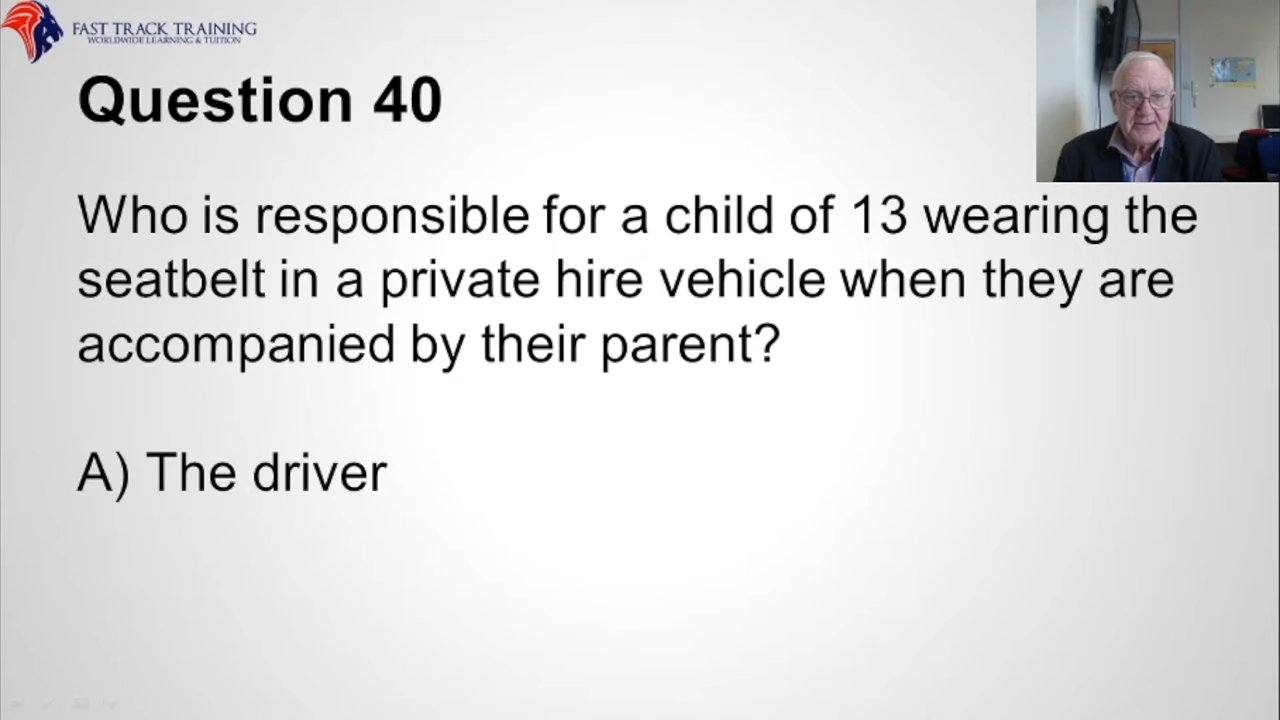 FAST TRACK TRAINING
WORLDWIDE LEARNING & TUITION
Question 40
Who is responsible for a child of 13 wearing the
seatbelt in a private hire vehicle when they are
accompanied by their parent?
A) The driver